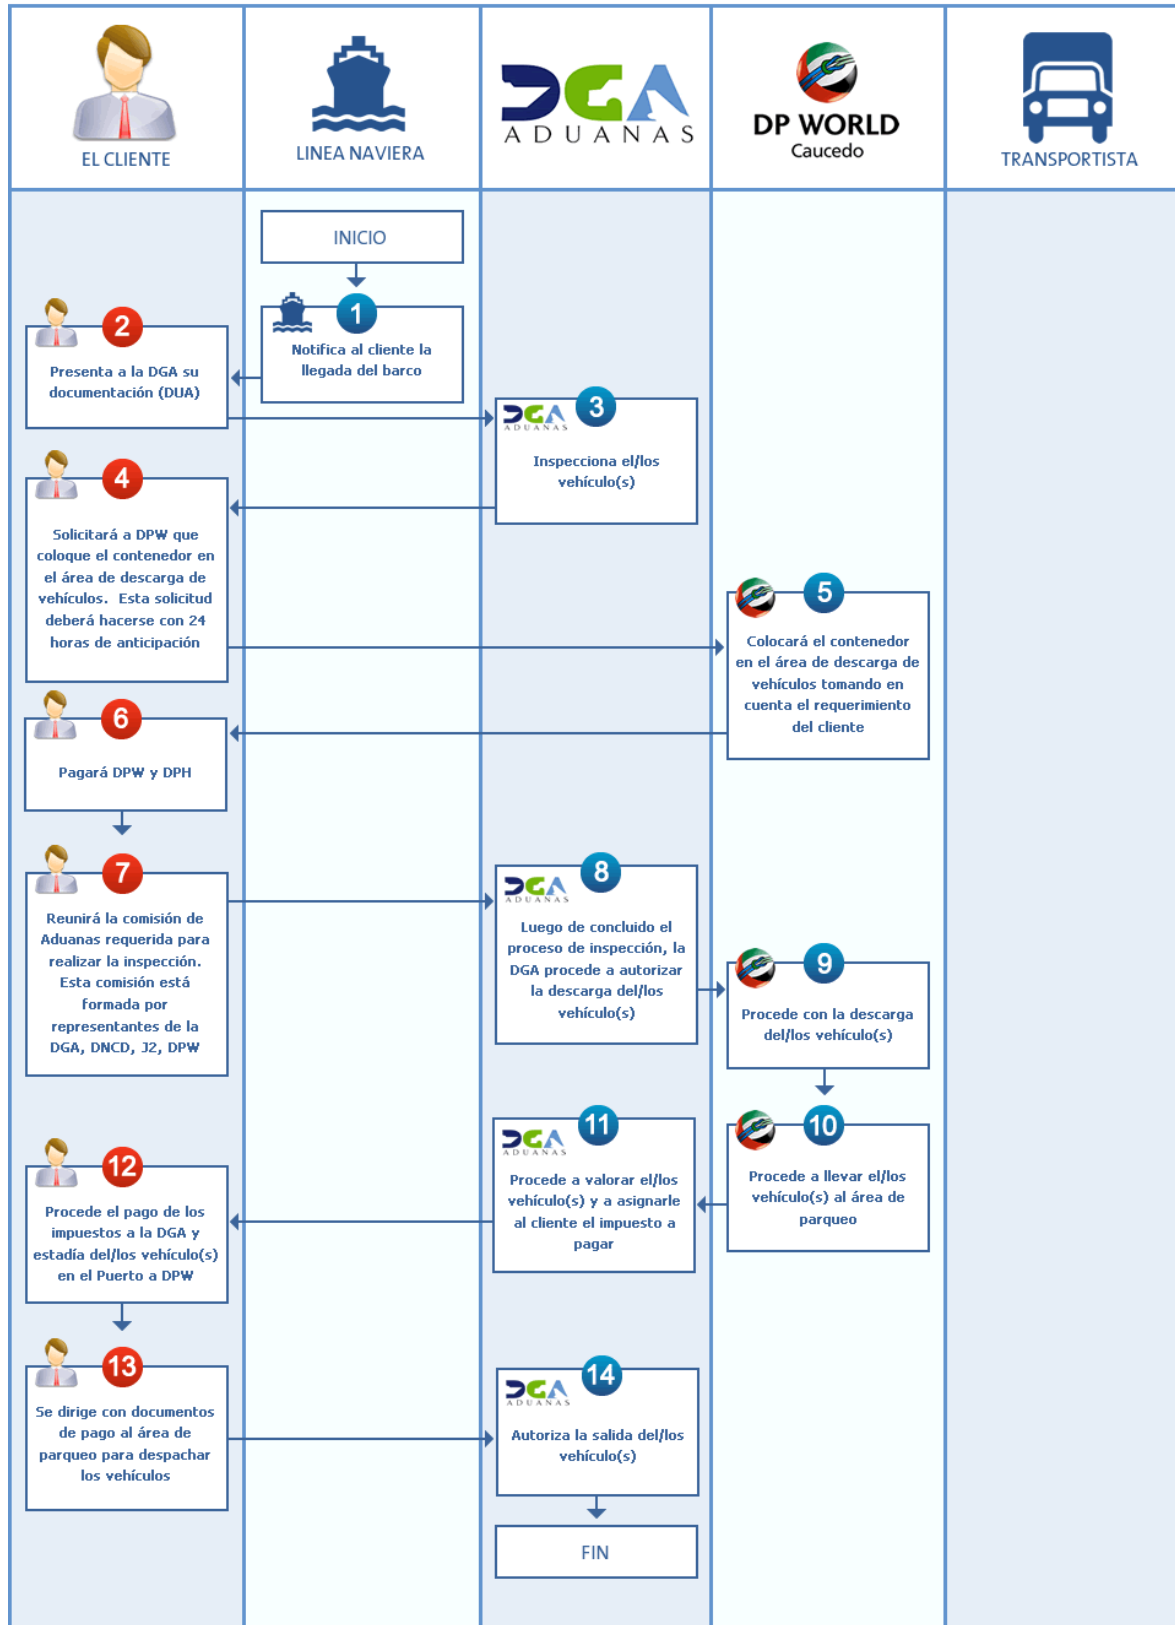 EL CLIENTE
LINEA NAVIERA
DGA
ADUANAS
DP WORLD
Caucedo
TRANSPORTISTA
INICIO
1
Notifica al cliente la
llegada del barco
2
Presenta a la DGA su
documentación (DUA)
DGA
ADUANAS
3
Inspecciona el/los
vehículo(s)
4
Solicitará a DPW que
coloque el contenedor en
el área de descarga de
vehículos. Esta solicitud
deberá hacerse con 24
horas de anticipación
5
Colocará el contenedor
en el área de descarga de
vehículos tomando en
cuenta el requerimiento
del cliente
6
Pagará DPW y DPH
7
Reunirá la comisión de
Aduanas requerida para
realizar la inspección.
Esta comisión está
formada por
representantes de la
DGA, DNCD, J2, DPW
DGA
ADUANAS
8
Luego de concluido el
proceso de inspección, la
DGA procede a autorizar
la descarga del/los
vehículo(s)
9
Procede con la descarga
del/los vehículo(s)
10
Procede a llevar el/los
vehículo(s) al área de
parqueo
DGA
ADUANAS
11
Procede a valorar el/los
vehículo(s) y a asignarle
al cliente el impuesto a
pagar
12
Procede el pago de los
impuestos a la DGA y
estadía del/los vehículo(s)
en el Puerto a DPW
13
Se dirige con documentos
de pago al área de
parqueo para despachar
los vehículos
DGA
ADUANAS
14
Autoriza la salida del/los
vehículo(s)
FIN